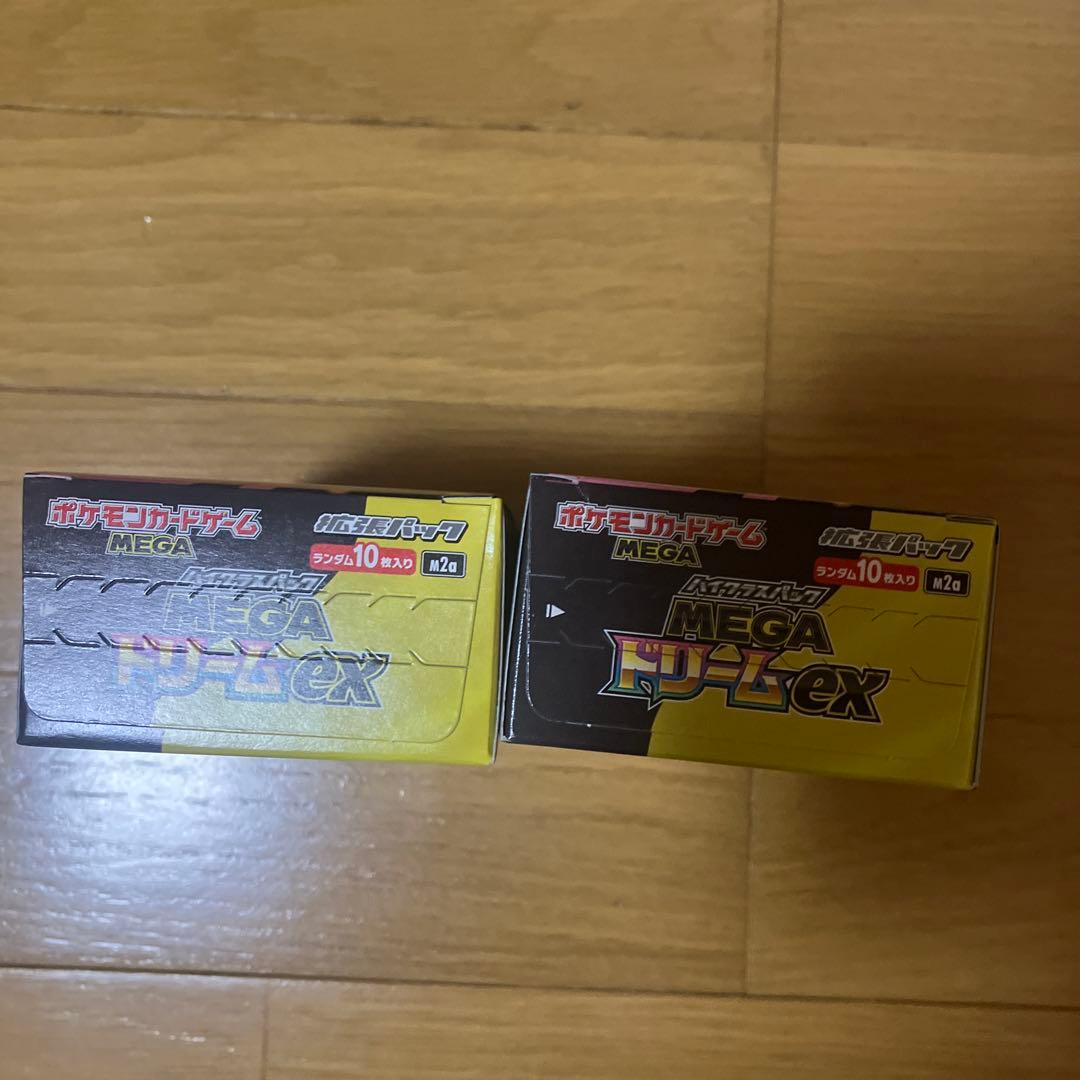 ポケモンカードゲーム
MEGA
拡張パック
ランダム10枚入り
M2a
ハイクラスパック
MEGA
ドリームex
ポケモンカードゲーム
MEGA
拡張パック
ランダム10枚入り
M2a
ハイクラスパック
MEGA
ドリームex